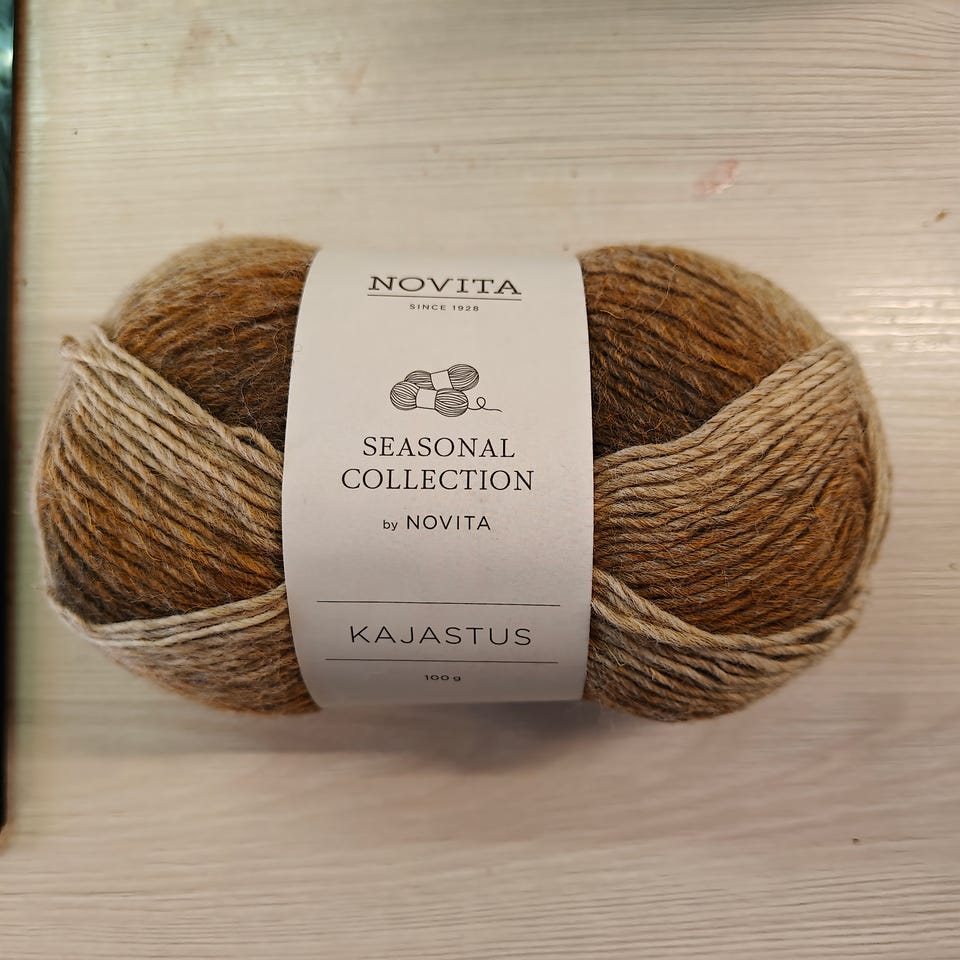 NOVITA
SINCE 1928
SEASONAL
COLLECTION
by NOVITA
KAJASTUS
100 g